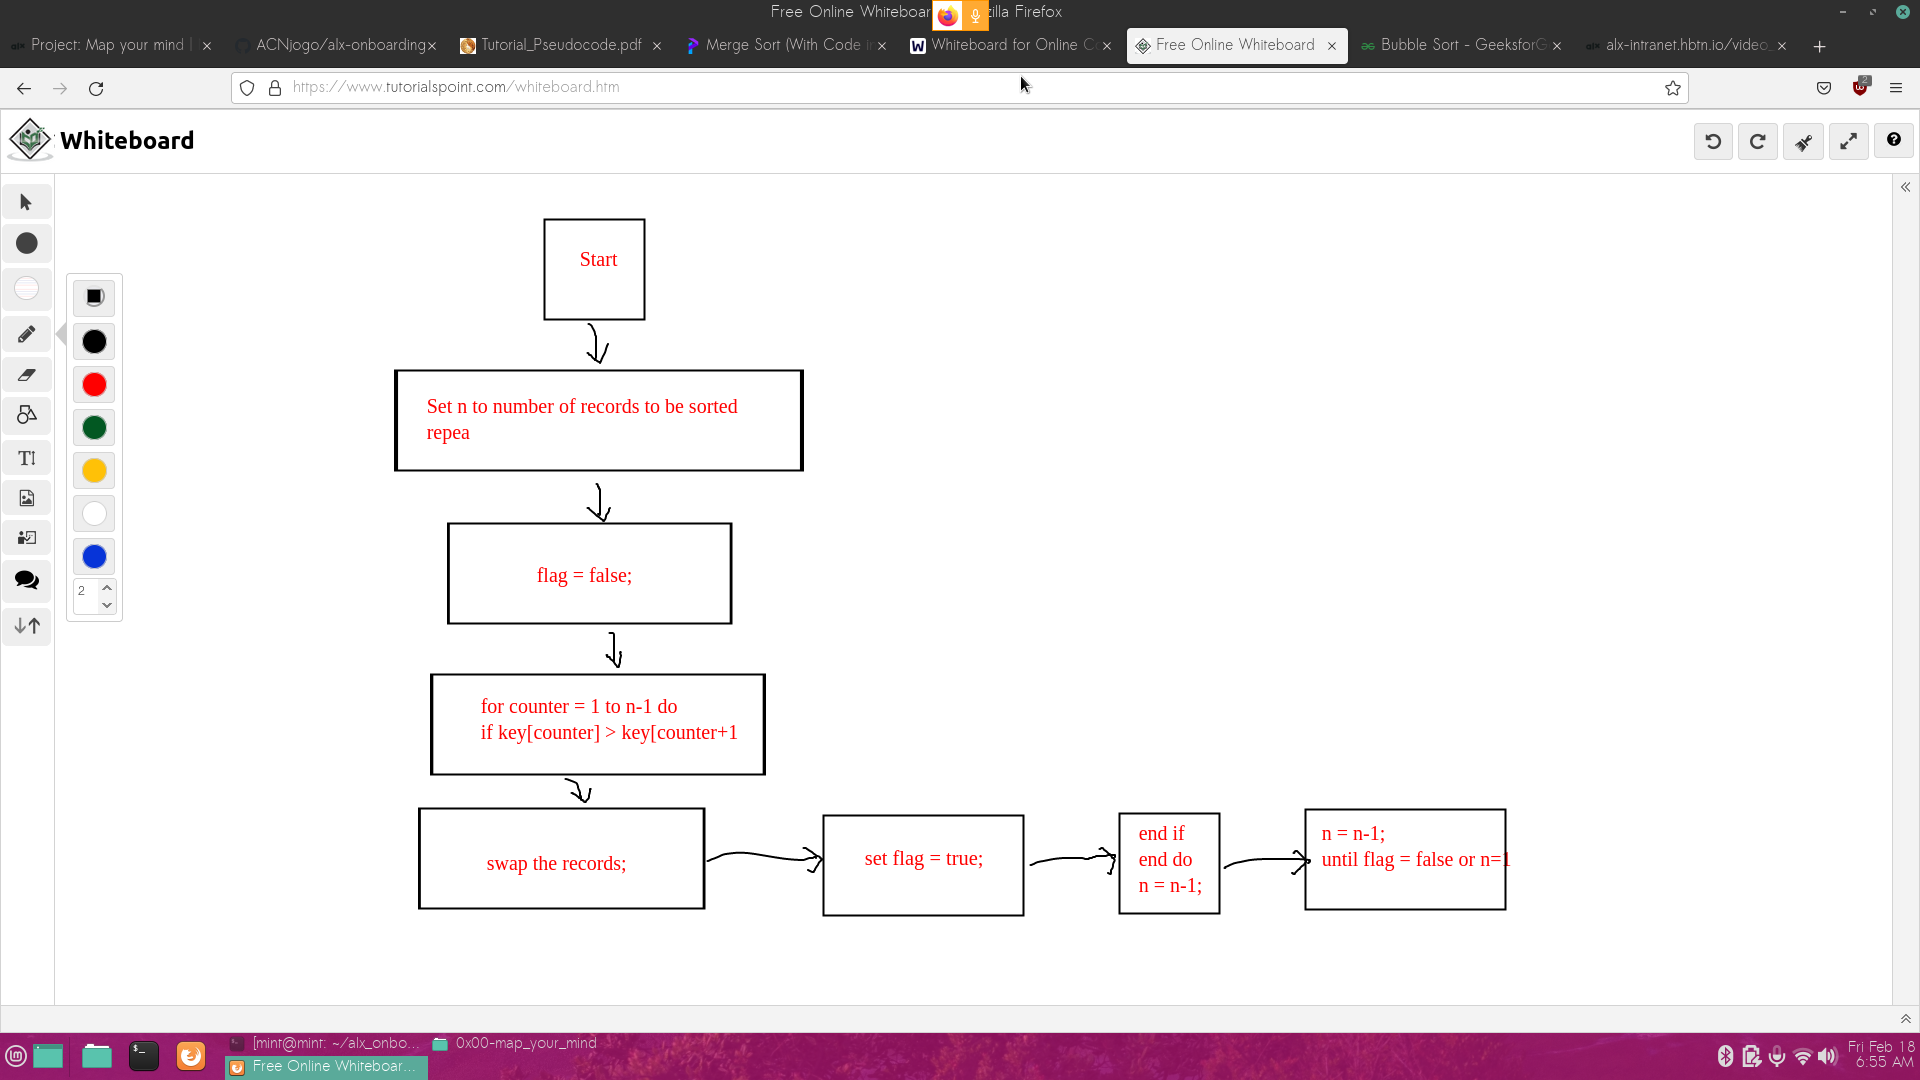 Free Online Whiteboar
zilla Firefox
Project: Map your mind |
ACNjogo/alx-onboarding
Tutorial_Pseudocode.pdf
Merge Sort (With Code
Whiteboard for Online C
Free Online Whiteboard
Bubble Sort - GeeksforG
alx-intranet.hbtn.io/video_
https://www.tutorialspoint.com/whiteboard.htm
2
Whiteboard
Start
Set n to number of records to be sorted
repea
flag = false;
for counter = 1 to n-1 do
if key[counter] > key[counter+1
swap the records;
set flag = true;
end if
end do
n = n-1;
n = n-1;
until flag = false or n=1
2
[mint@mint: ~/alx_onbo...
0x00-map_your_mind
Free Online Whiteboar...
Fri Feb 18
6:55 AM